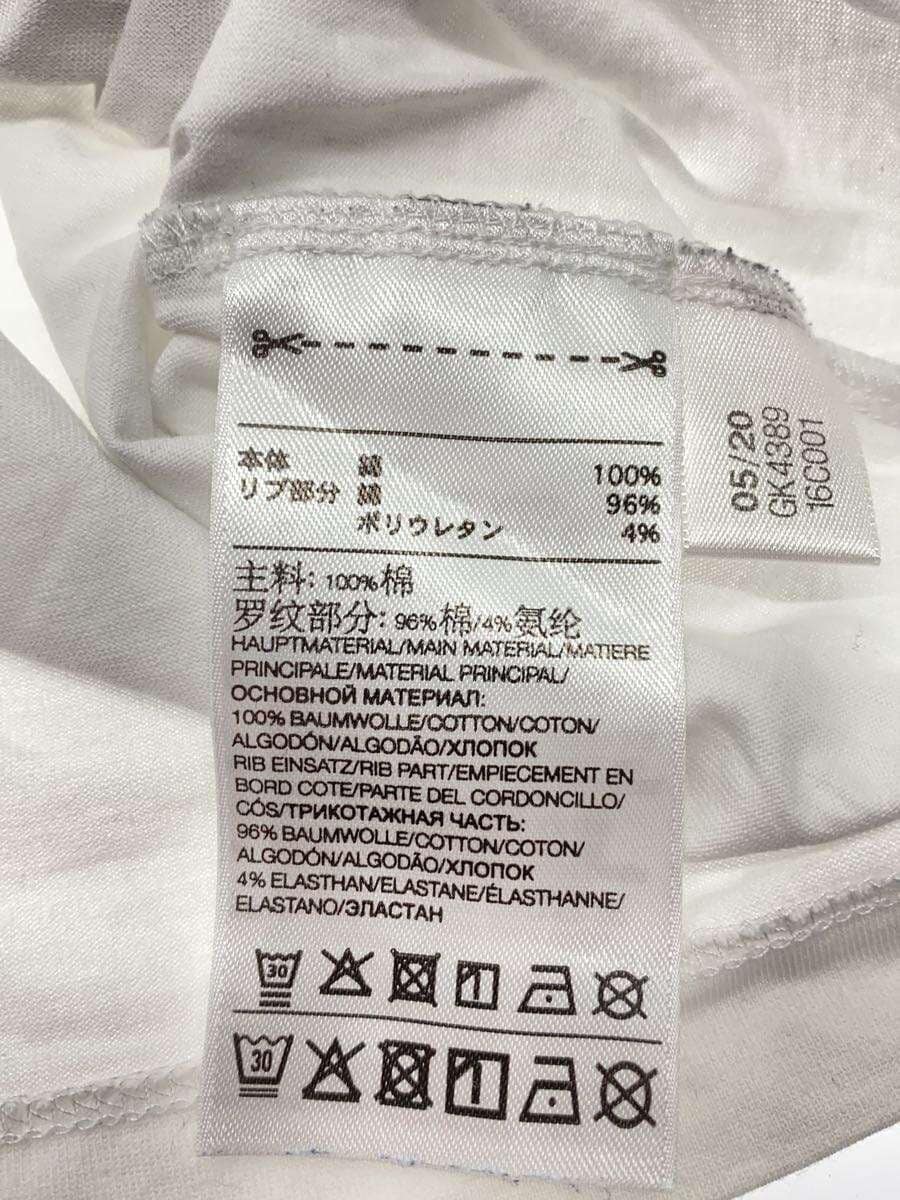 本体 綿 100%
リブ部分 綿 96%
ポリウレタン 4%
主料: 100%棉
罗纹部分: 96%棉/4%氨纶
HAUPTMATERIAL/MAIN MATERIAL/MATIERE
PRINCIPALE/MATERIAL PRINCIPAL/
ОСНОВНОЙ МАТЕРИАЛ:
100% BAUMWOLLE/COTTON/COTON/
ALGODÓN/ALGODÃO/ХЛОПОК
RIB EINSATZ/RIB PART/EMPIECEMENT EN
BORD COTE/PARTE DEL CORDONCILLO/
CÓS/ТРИКОТАЖНАЯ ЧАСТЬ:
96% BAUMWOLLE/COTTON/COTON/
ALGODÓN/ALGODÃO/ХЛОПОК
4% ELASTHAN/ELASTANE/ÉLASTHANNE/
ELASTANO/ЭЛАСТАН
30
30
05/20
GK4389
16C001